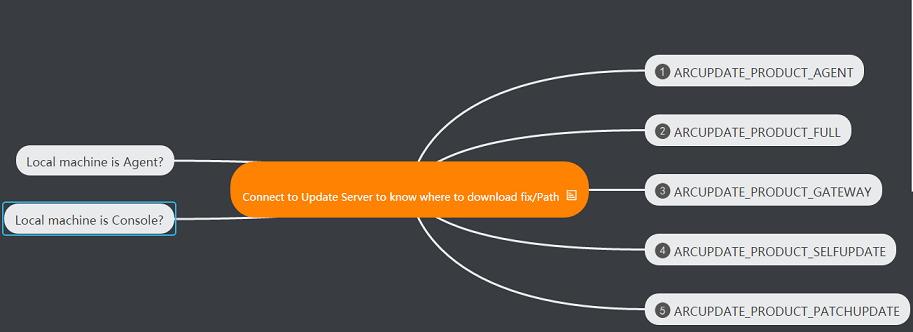 Local machine is Agent?
Local machine is Console?
Connect to Update Server to know where to download fix/Path
1 ARCUPDATE_PRODUCT_AGENT
2 ARCUPDATE_PRODUCT_FULL
3 ARCUPDATE_PRODUCT_GATEWAY
4 ARCUPDATE_PRODUCT_SELFUPDATE
5 ARCUPDATE_PRODUCT_PATCHUPDATE